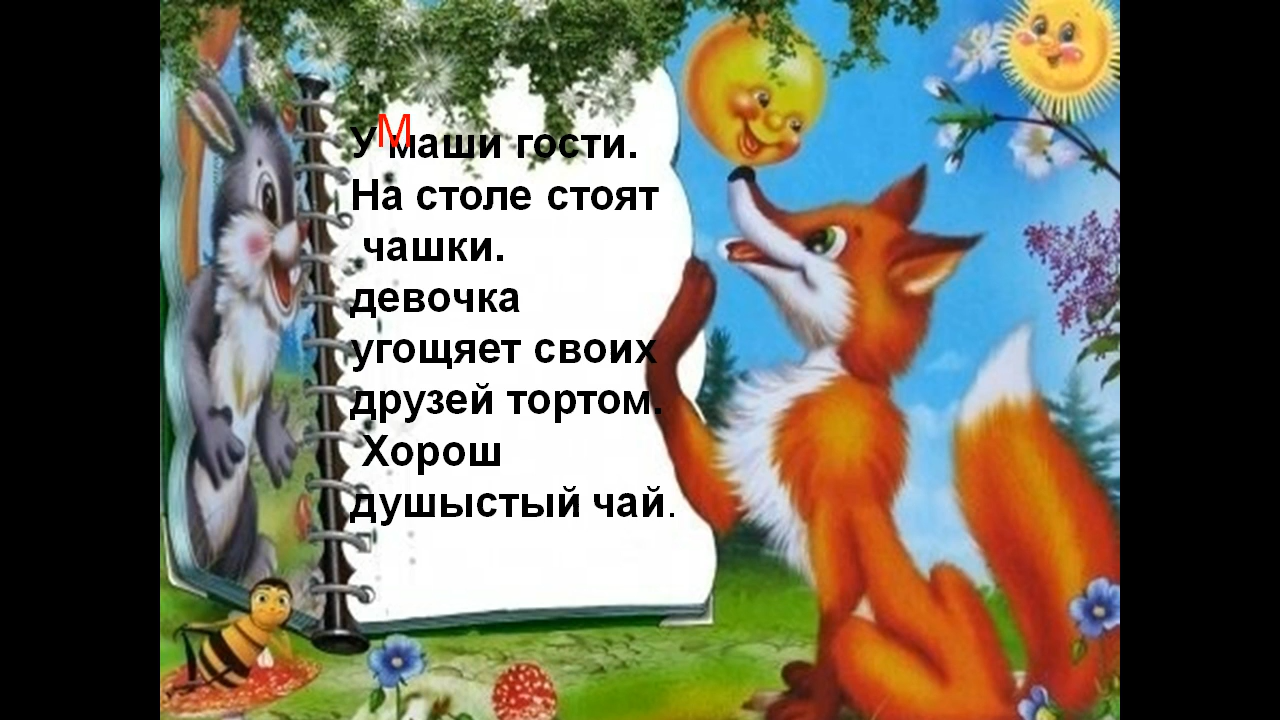 У Маши гости.
На столе стоят
чашки.
девочка
угощяет своих
друзей тортом.
Хорош
душыстый чай.